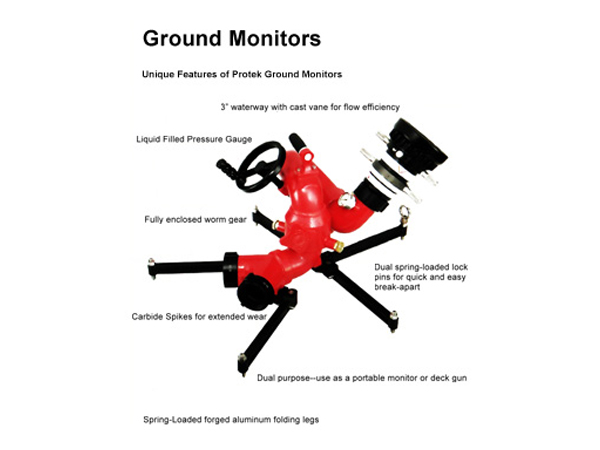 Ground Monitors
Unique Features of Protek Ground Monitors
3" waterway with cast vane for flow efficiency
Liquid Filled Pressure Gauge
Fully enclosed worm gear
Dual spring-loaded lock
pins for quick and easy
break-apart
Carbide Spikes for extended wear
Dual purpose--use as a portable monitor or deck gun
Spring-Loaded forged aluminum folding legs